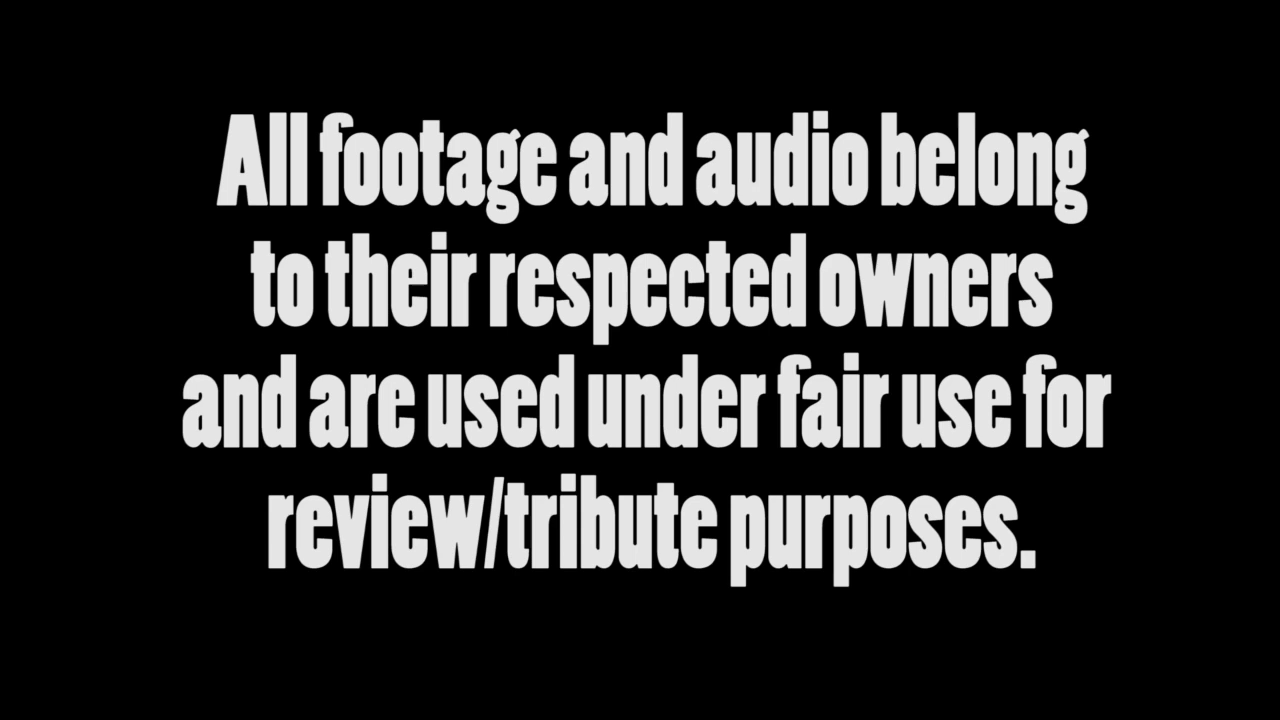 All footage and audio belong
to their respected owners
and are used under fair use for
review/tribute purposes.